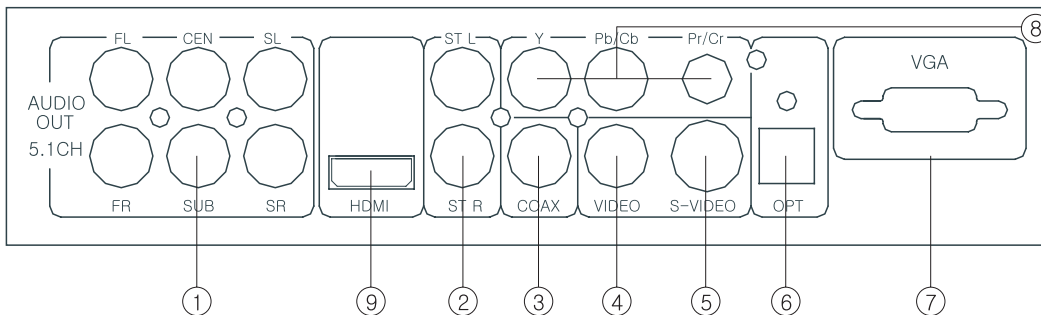 FL CEN SL ST L Y Pb/Cb Pr/Cr ⑧
VGA
AUDIO
OUT
5.1CH
FR SUB SR HDMI ST R COAX VIDEO S-VIDEO OPT
① ⑨ ② ③ ④ ⑤ ⑥ ⑦